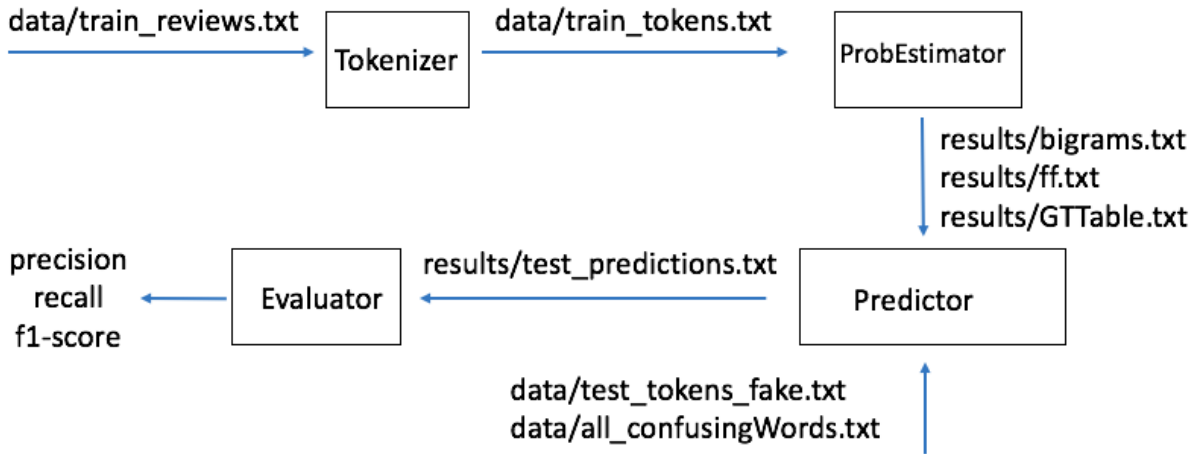 data/train_reviews.txt
Tokenizer
data/train_tokens.txt
ProbEstimator
results/bigrams.txt
results/ff.txt
results/GTTable.txt
Predictor
data/test_tokens_fake.txt
data/all_confusingWords.txt
results/test_predictions.txt
Evaluator
precision
recall
f1-score